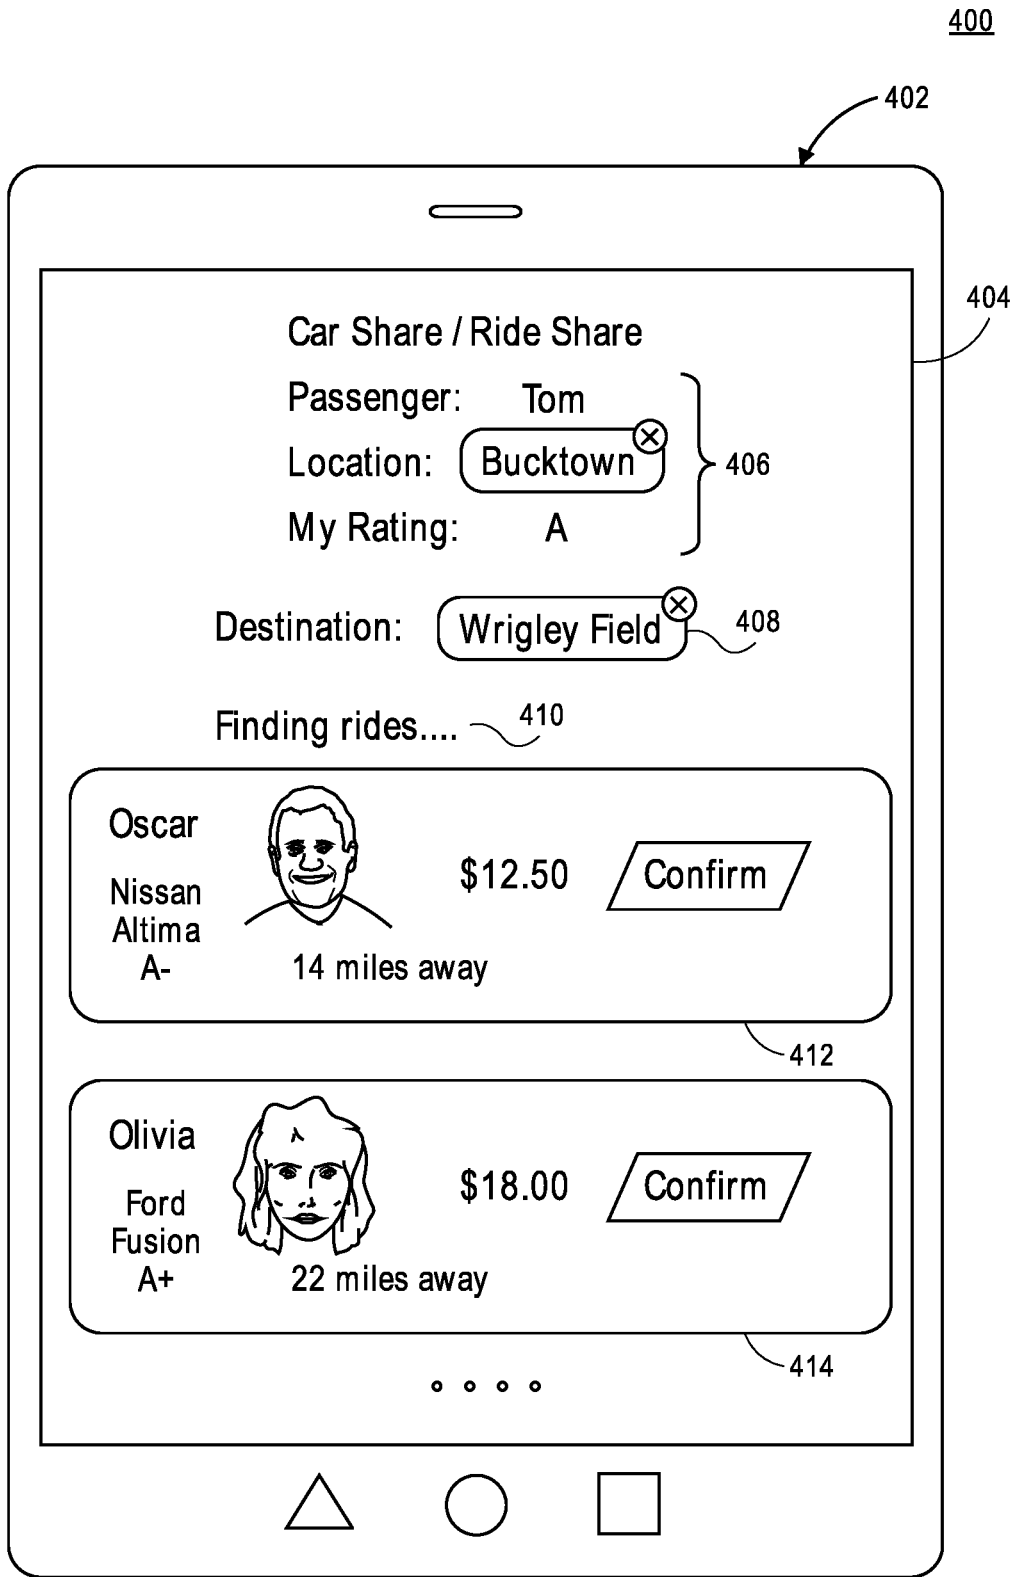 400
402
404
Car Share / Ride Share
Passenger: Tom
Location: Bucktown
406
My Rating: A
Destination: Wrigley Field
408
Finding rides....
410
Oscar
Nissan
Altima
A-
14 miles away
$12.50
Confirm
412
Olivia
Ford
Fusion
A+
22 miles away
$18.00
Confirm
414